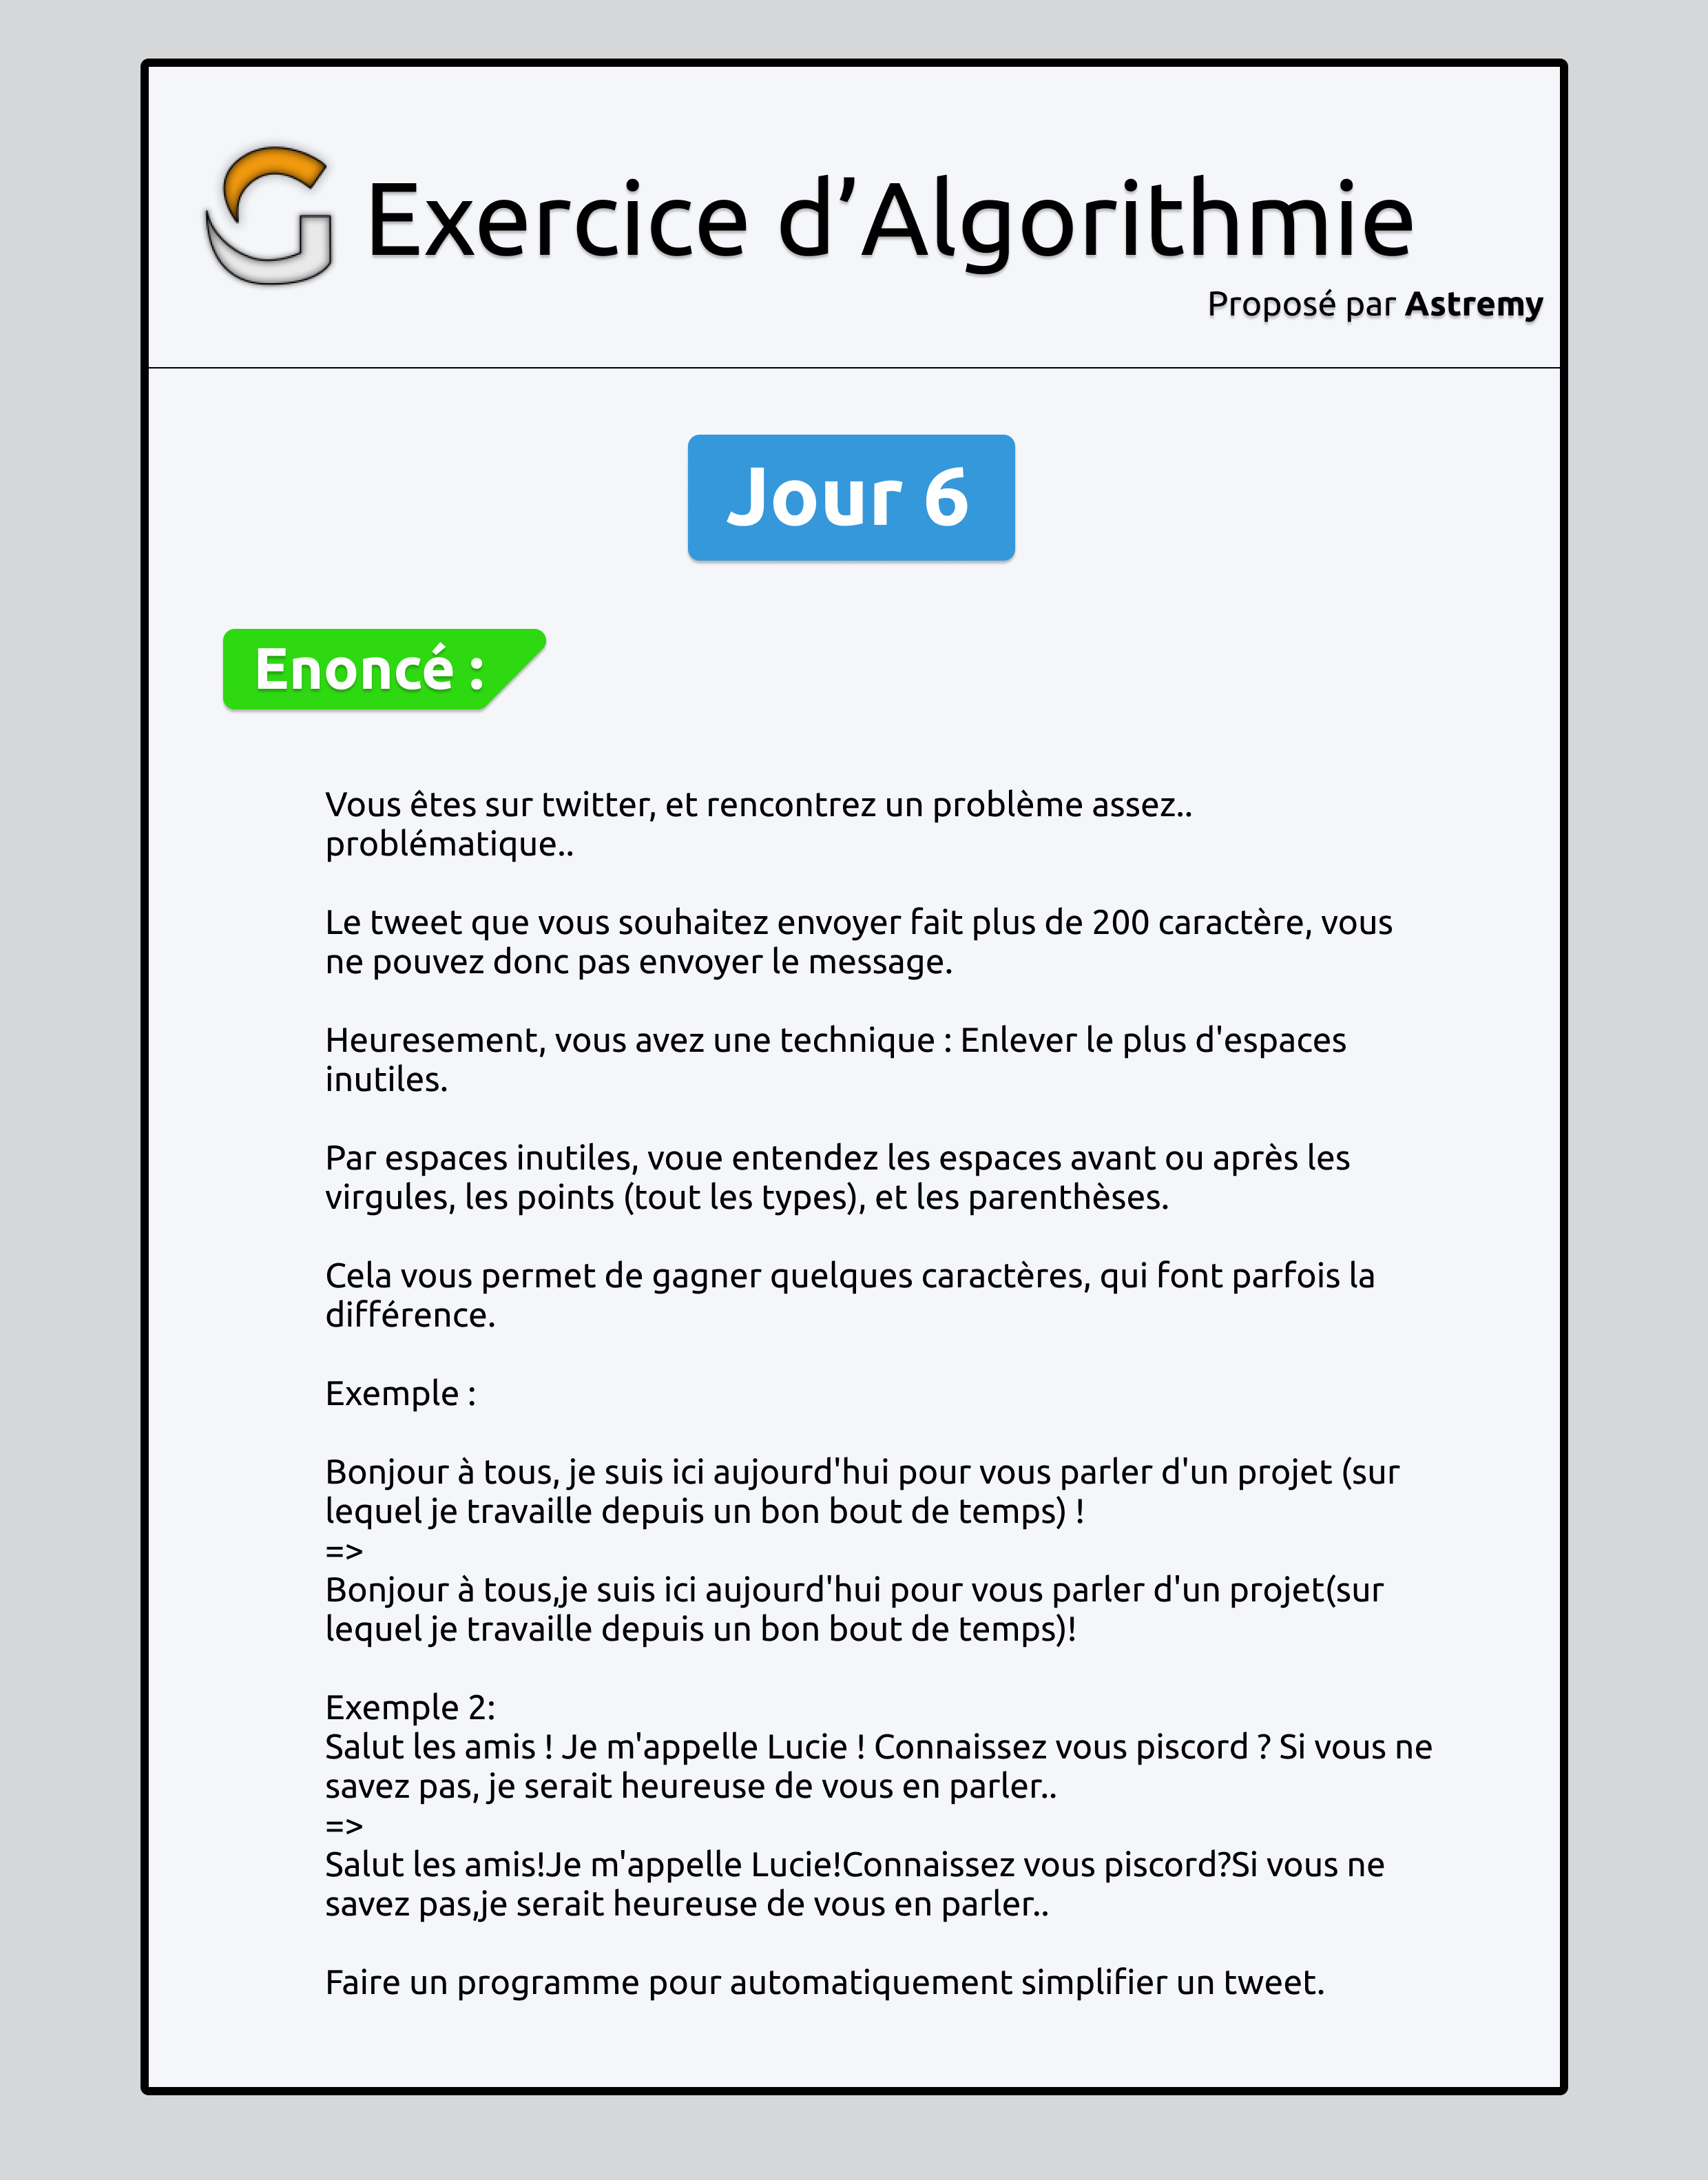 Exercice d’Algorithmie
Proposé par Astremy
Jour 6
Enoncé :
Vous êtes sur twitter, et rencontrez un problème assez..
problématique..
Le tweet que vous souhaitez envoyer fait plus de 200 caractère, vous
ne pouvez donc pas envoyer le message.
Heuresement, vous avez une technique : Enlever le plus d'espaces
inutiles.
Par espaces inutiles, voue entendez les espaces avant ou après les
virgules, les points (tout les types), et les parenthèses.
Cela vous permet de gagner quelques caractères, qui font parfois la
différence.
Exemple :
Bonjour à tous, je suis ici aujourd'hui pour vous parler d'un projet (sur
lequel je travaille depuis un bon bout de temps) !
=>
Bonjour à tous,je suis ici aujourd'hui pour vous parler d'un projet(sur
lequel je travaille depuis un bon bout de temps)!
Exemple 2:
Salut les amis ! Je m'appelle Lucie ! Connaissez vous piscord ? Si vous ne
savez pas, je serait heureuse de vous en parler..
=>
Salut les amis!Je m'appelle Lucie!Connaissez vous piscord?Si vous ne
savez pas,je serait heureuse de vous en parler..
Faire un programme pour automatiquement simplifier un tweet.